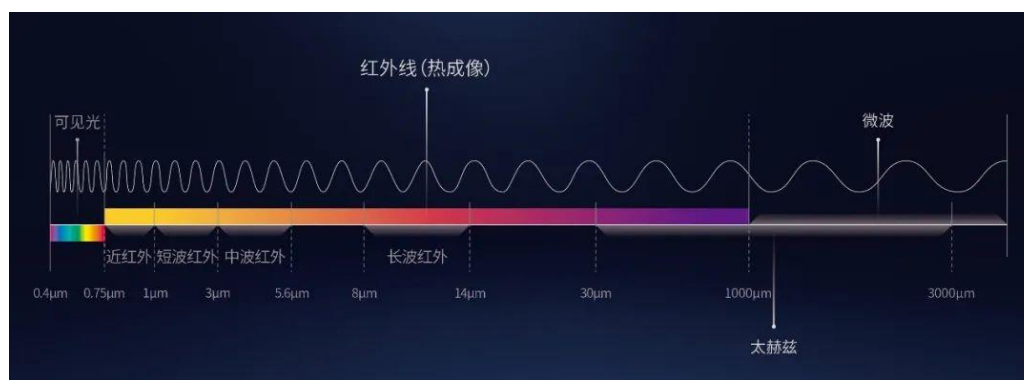 红外线(热成像)
可见光
微波
近红外 短波红外 中波红外 长波红外
0.4μm 0.75μm 1μm 3μm 5.6μm 8μm 14μm 30μm 1000μm 3000μm
太赫兹